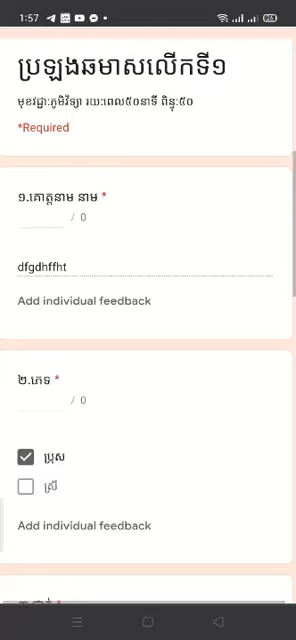 1:57
ប្រឡងឆមាសលើកទី១
មុខវិជ្ជា:ភូមិវិទ្យា រយ:ពេល៥០នាទី ពិន្ទុ:៥០
*Required
១.គោត្តនាម នាម *
/ 0
dfgdhffht
Add individual feedback
២.ភេទ *
/ 0
ប្រុស
ស្រី
Add individual feedback